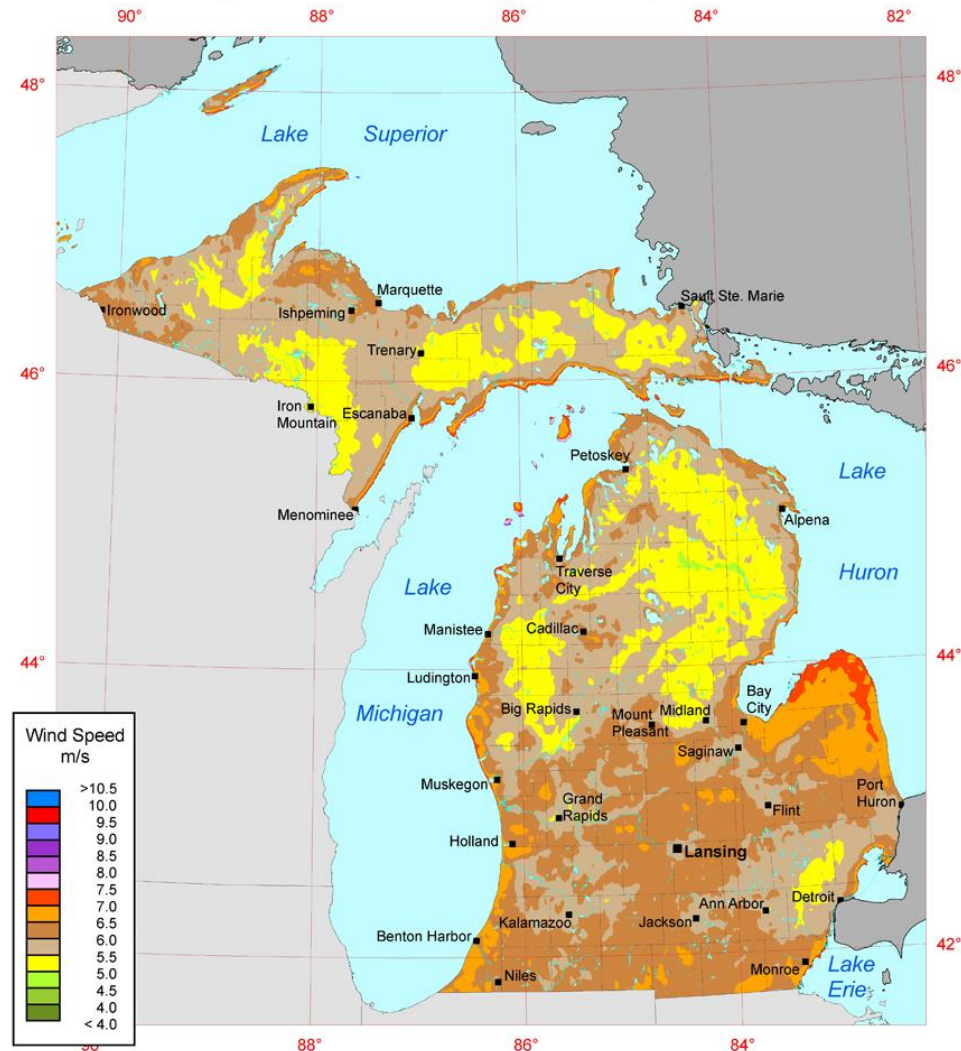 90°
88°
86°
84°
82°
48°
48°
Lake Superior
Marquette
Sault Ste. Marie
Ironwood
Ishpeming
Trenary
46°
46°
Iron
Mountain
Escanaba
Petoskey
Lake
Menominee
Alpena
Huron
Traverse
City
Lake
Manistee
Cadillac
44°
44°
Ludington
Bay
City
Michigan
Big Rapids
Mount
Pleasant
Midland
Saginaw
Wind Speed
m/s
>10.5
10.0
9.5
9.0
8.5
8.0
7.5
7.0
6.5
6.0
5.5
5.0
4.5
4.0
< 4.0
Muskegon
Grand
Rapids
Flint
Port
Huron
Holland
Lansing
Kalamazoo
Jackson
Ann Arbor
Detroit
Benton Harbor
42°
42°
Niles
Monroe
Lake
Erie
88°
86°
84°